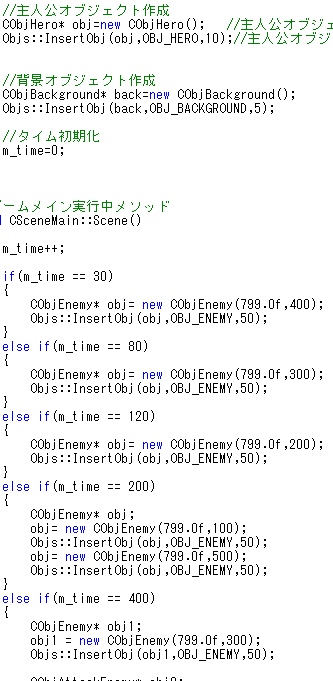 //主人公オブジェクト作成
CObjHero* obj=new CObjHero(); //主人公オ
Objs::InsertObj(obj,OBJ_HERO,10);//主人公オブジ
//背景オブジェクト作成
CObjBackground* back=new CObjBackground();
Objs::InsertObj(back,OBJ_BACKGROUND,5);
//タイム初期化
m_time=0;
ームメイン実行中メソッド
CSceneMain::Scene()
m_time++;
if(m_time == 30)
{
CObjEnemy* obj= new CObjEnemy(799.0f,400);
Objs::InsertObj(obj,OBJ_ENEMY,50);
}
else if(m_time == 80)
{
CObjEnemy* obj= new CObjEnemy(799.0f,300);
Objs::InsertObj(obj,OBJ_ENEMY,50);
}
else if(m_time == 120)
{
CObjEnemy* obj= new CObjEnemy(799.0f,200);
Objs::InsertObj(obj,OBJ_ENEMY,50);
}
else if(m_time == 200)
{
CObjEnemy* obj;
obj= new CObjEnemy(799.0f,100);
Objs::InsertObj(obj,OBJ_ENEMY,50);
obj= new CObjEnemy(799.0f,500);
Objs::InsertObj(obj,OBJ_ENEMY,50);
}
else if(m_time == 400)
{
CObjEnemy* obj1;
obj1 = new CObjEnemy(799.0f,300);
Objs::InsertObj(obj1,OBJ_ENEMY,50);